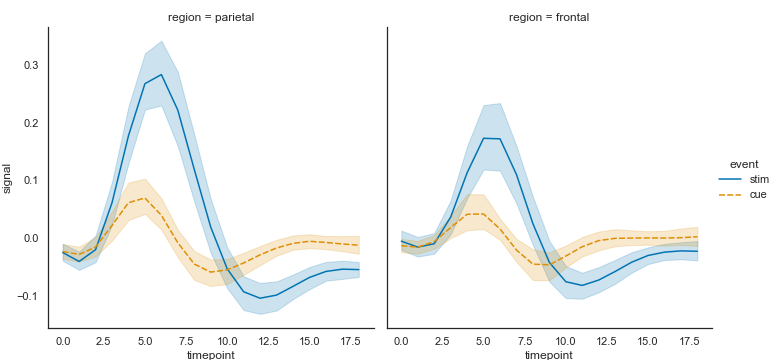 region = parietal
region = frontal
signal
0.3
0.2
0.1
0.0
−0.1
0.0 2.5 5.0 7.5 10.0 12.5 15.0 17.5
timepoint
0.0 2.5 5.0 7.5 10.0 12.5 15.0 17.5
timepoint
event
stim
cue